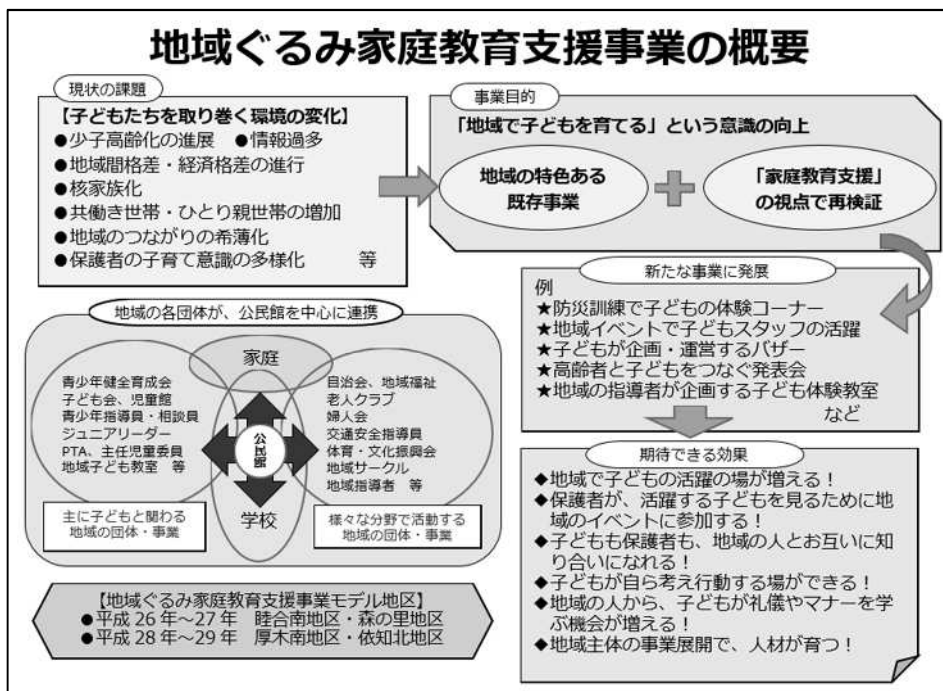 地域ぐるみ家庭教育支援事業の概要
現状の課題
【子どもたちを取り巻く環境の変化】
●少子高齢化の進展　●情報過多
●地域間格差・経済格差の進行
●核家族化
●共働き世帯・ひとり親世帯の増加
●地域のつながりの希薄化
●保護者の子育て意識の多様化　　等
事業目的
「地域で子どもを育てる」という意識の向上
地域の特色ある
既存事業
「家庭教育支援」
の視点で再検証
新たな事業に発展
例
★防災訓練で子どもの体験コーナー
★地域イベントで子どもスタッフの活躍
★子どもが企画・運営するバザー
★高齢者と子どもをつなぐ発表会
★地域の指導者が企画する子ども体験教室
など
地域の各団体が、公民館を中心に連携
家庭
青少年健全育成会
子ども会、児童館
青少年指導員・相談員
ジュニアリーダー
PTA、主任児童委員
地域子ども教室　等
公民館
自治会、地域福祉
老人クラブ
婦人会
交通安全指導員
体育・文化振興会
地域サークル
地域指導者　等
学校
主に子どもと関わる
地域の団体・事業
様々な分野で活動する
地域の団体・事業
期待できる効果
◆地域で子どもの活躍の場が増える！
◆保護者が、活躍する子どもを見るために地
域のイベントに参加する！
◆子どもも保護者も、地域の人とお互いに知
り合いになれる！
◆子どもが自ら考え行動する場ができる！
◆地域の人から、子どもが礼儀やマナーを学
ぶ機会が増える！
◆地域主体の事業展開で、人材が育つ！
【地域ぐるみ家庭教育支援事業モデル地区】
●平成 26 年～27 年　睦合南地区・森の里地区
●平成 28 年～29 年　厚木南地区・依知北地区